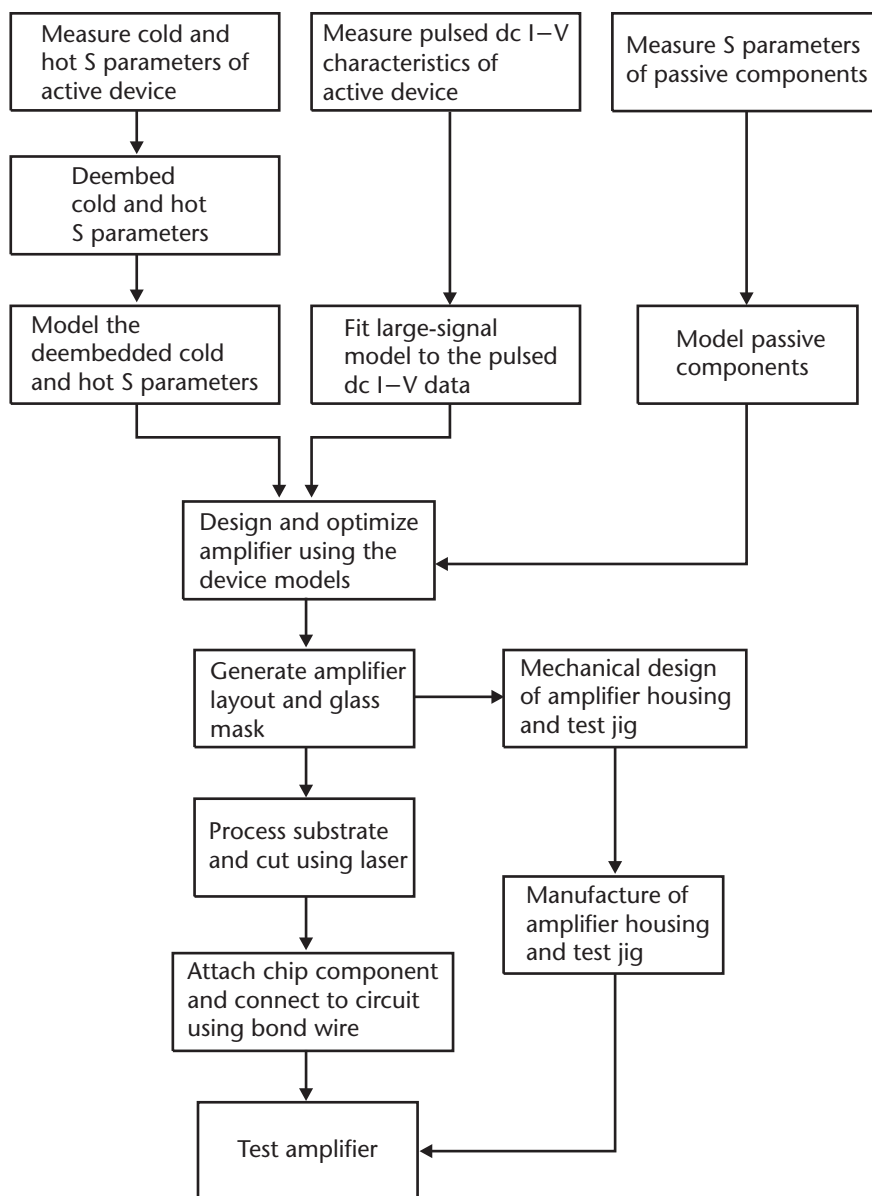 Measure cold and
hot S parameters of
active device
Measure pulsed dc I–V
characteristics of
active device
Measure S parameters
of passive components
Deembed
cold and hot
S parameters
Model the
deembedded cold
and hot S parameters
Fit large-signal
model to the pulsed
dc I–V data
Model passive
components
Design and optimize
amplifier using the
device models
Generate amplifier
layout and glass
mask
Mechanical design
of amplifier housing
and test jig
Process substrate
and cut using laser
Manufacture of
amplifier housing
and test jig
Attach chip component
and connect to circuit
using bond wire
Test amplifier